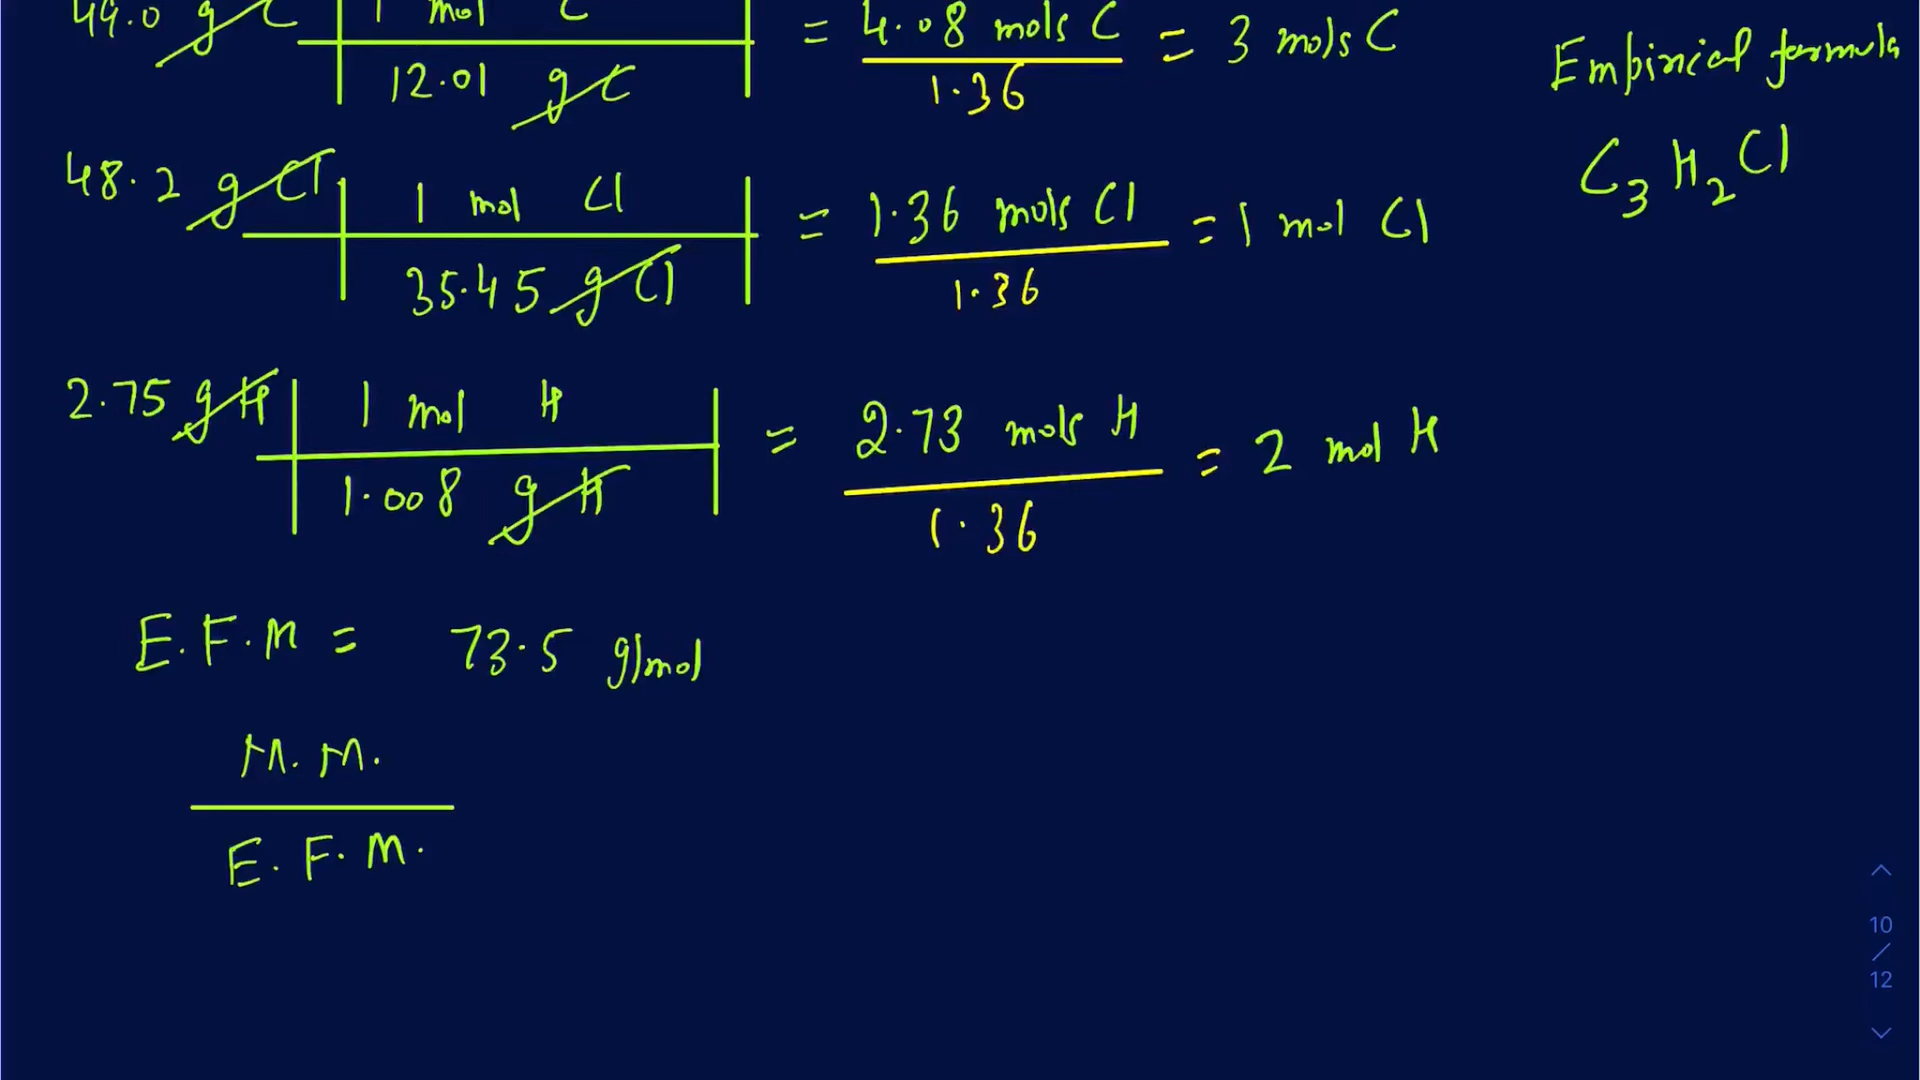 49.0 g C 1 mol C = 4.08 mols C = 3 mols C
12.01 g C 1.36
Empirical formula
C3H2Cl
48.2 g Cl 1 mol Cl = 1.36 mols Cl = 1 mol Cl
35.45 g Cl 1.36
2.75 g H 1 mol H = 2.73 mols H = 2 mol H
1.008 g H 1.36
E.F.M = 73.5 g/mol
M.M.
E.F.M.
10
/
12